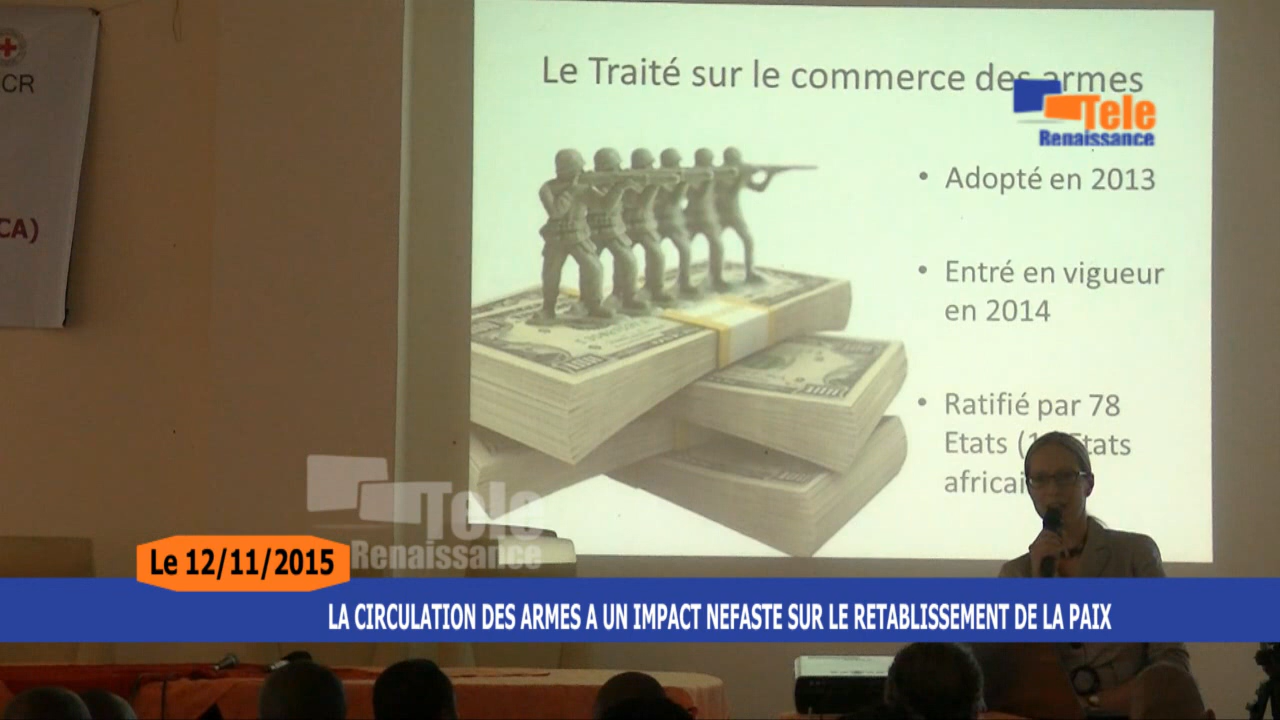 CR
CA)
Le Traité sur le commerce des armes
Tele
Renaissance
• Adopté en 2013
• Entré en vigueur
en 2014
• Ratifié par 78
Etats ( Etats
africai
Tele
Renaissance
Le 12/11/2015
LA CIRCULATION DES ARMES A UN IMPACT NEFASTE SUR LE RETABLISSEMENT DE LA PAIX